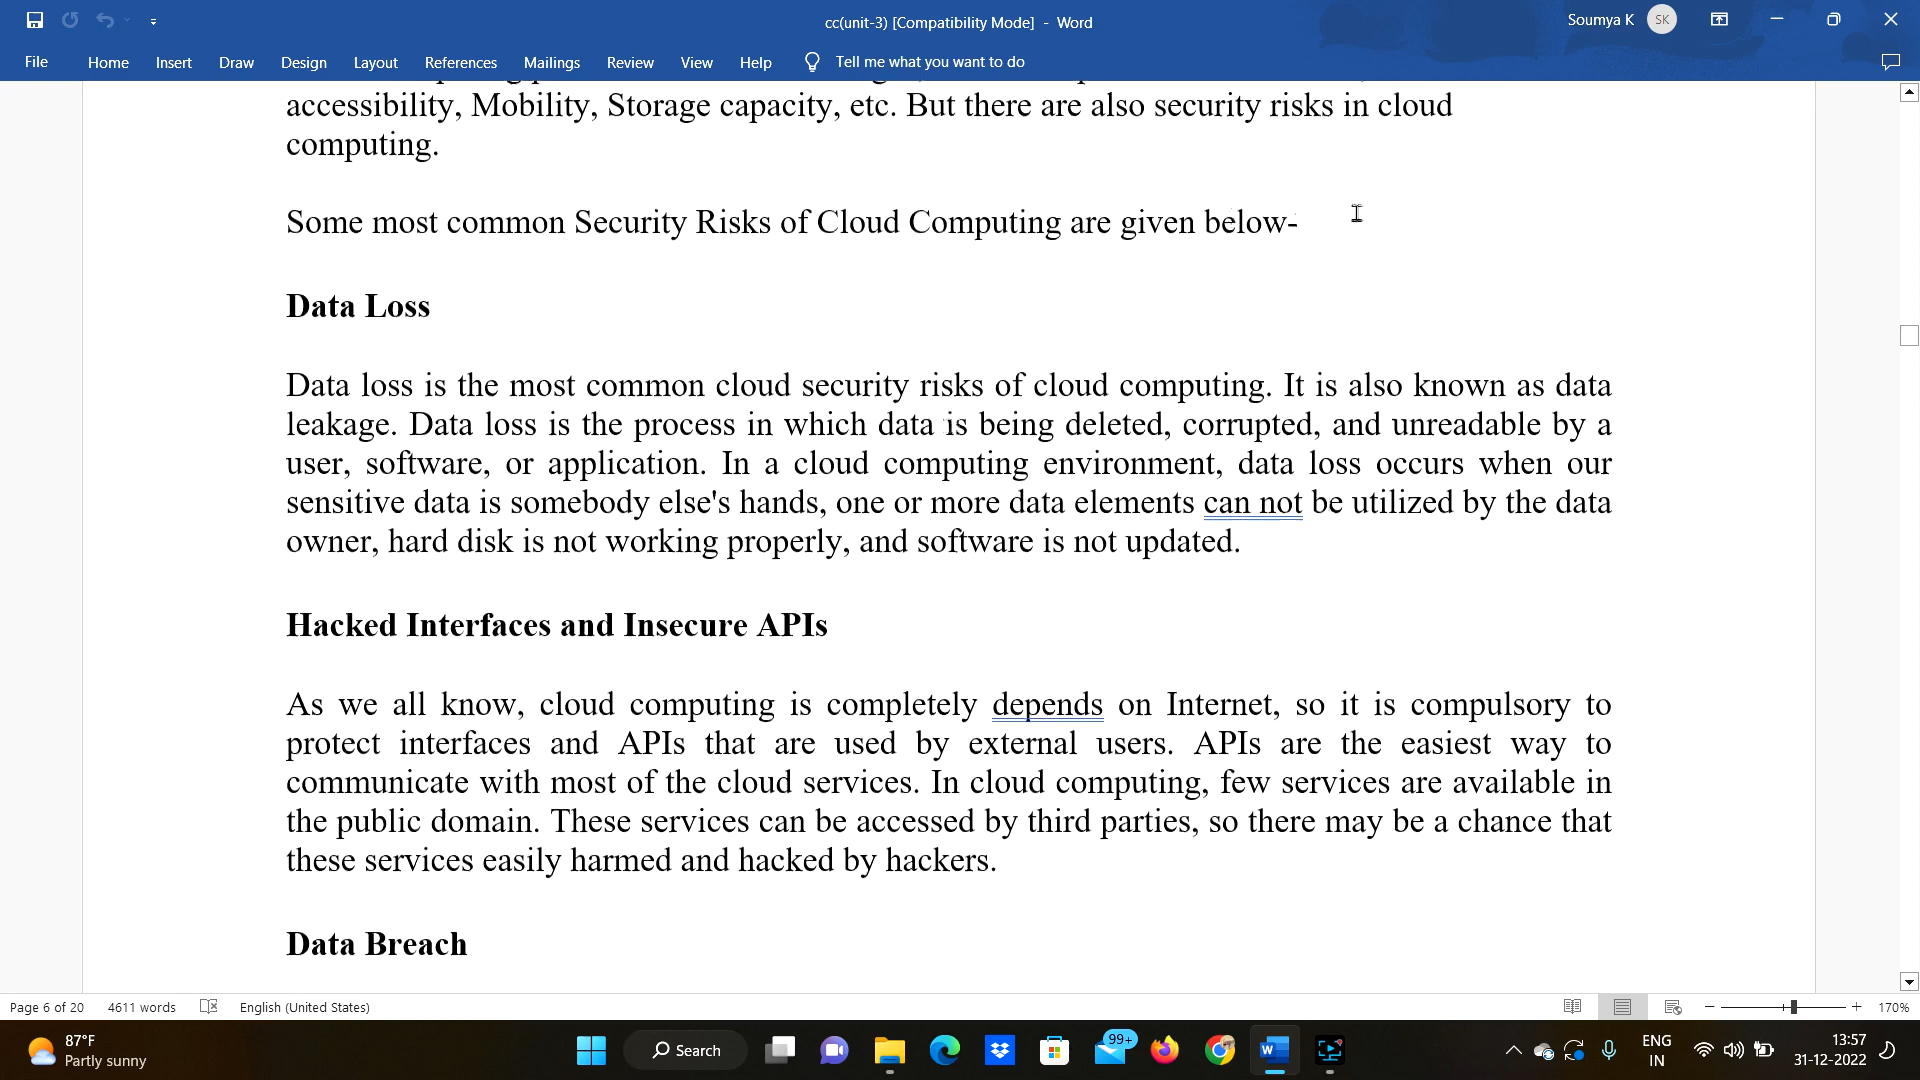 cc(unit-3) [Compatibility Mode] - Word
Soumya K
SK
File Home Insert Draw Design Layout References Mailings Review View Help Tell me what you want to do
accessibility, Mobility, Storage capacity, etc. But there are also security risks in cloud
computing.
Some most common Security Risks of Cloud Computing are given below-
Data Loss
Data loss is the most common cloud security risks of cloud computing. It is also known as data
leakage. Data loss is the process in which data is being deleted, corrupted, and unreadable by a
user, software, or application. In a cloud computing environment, data loss occurs when our
sensitive data is somebody else's hands, one or more data elements can not be utilized by the data
owner, hard disk is not working properly, and software is not updated.
Hacked Interfaces and Insecure APIs
As we all know, cloud computing is completely depends on Internet, so it is compulsory to
protect interfaces and APIs that are used by external users. APIs are the easiest way to
communicate with most of the cloud services. In cloud computing, few services are available in
the public domain. These services can be accessed by third parties, so there may be a chance that
these services easily harmed and hacked by hackers.
Data Breach
Page 6 of 20 4611 words English (United States) 170%
87°F
Partly sunny
Search
99+
ENG
IN
13:57
31-12-2022